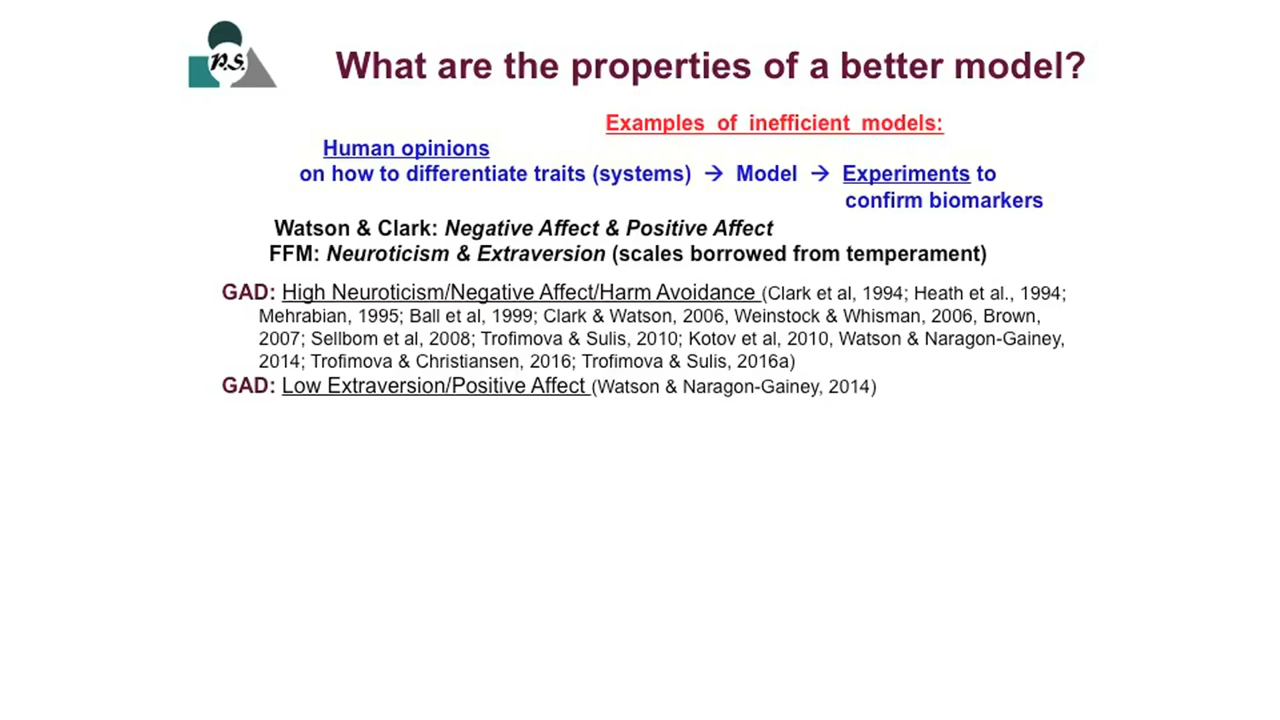 P.S.
What are the properties of a better model?
Examples of inefficient models:
Human opinions
on how to differentiate traits (systems) → Model → Experiments to
confirm biomarkers
Watson & Clark: Negative Affect & Positive Affect
FFM: Neuroticism & Extraversion (scales borrowed from temperament)
GAD: High Neuroticism/Negative Affect/Harm Avoidance (Clark et al, 1994; Heath et al., 1994;
Mehrabian, 1995; Ball et al, 1999; Clark & Watson, 2006, Weinstock & Whisman, 2006, Brown,
2007; Sellbom et al, 2008; Trofimova & Sulis, 2010; Kotov et al, 2010, Watson & Naragon-Gainey,
2014; Trofimova & Christiansen, 2016; Trofimova & Sulis, 2016a)
GAD: Low Extraversion/Positive Affect (Watson & Naragon-Gainey, 2014)